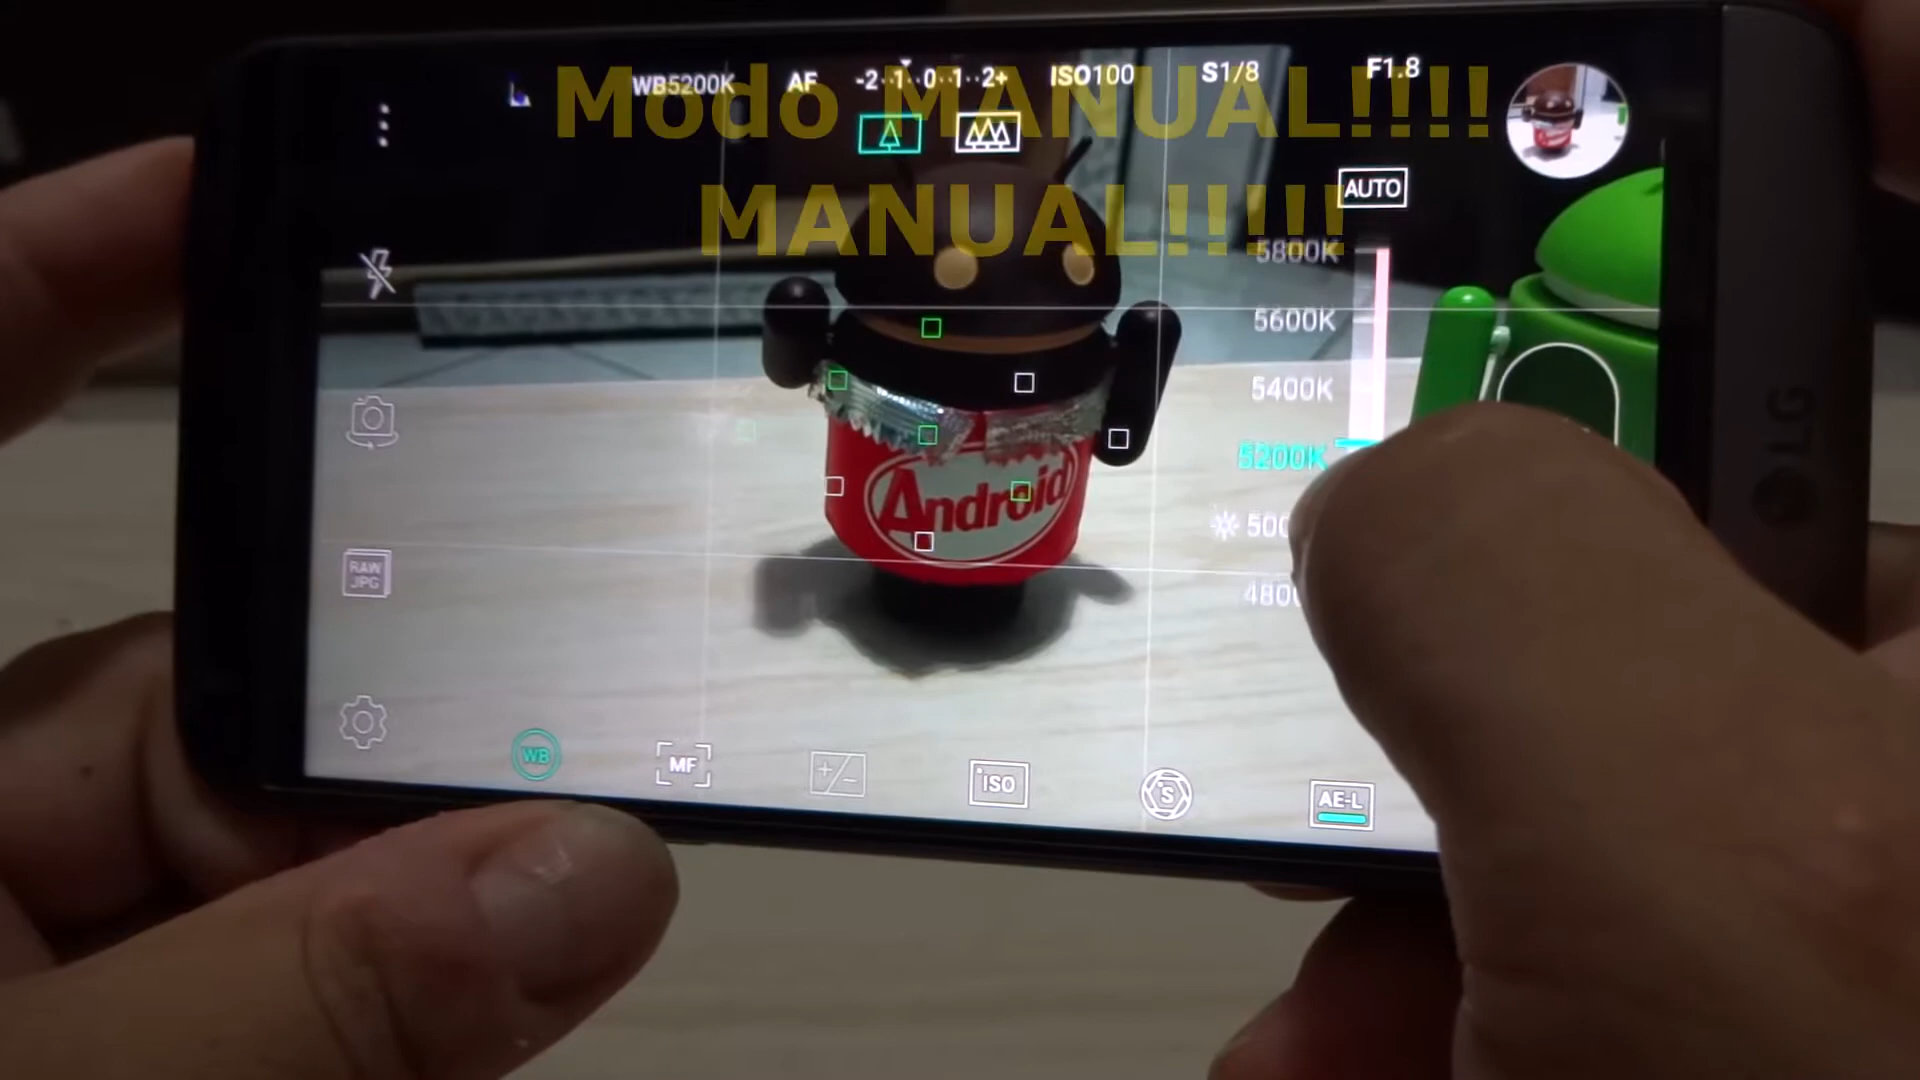 Modo MANUAL!!!!
MANUAL!!!!!
WB5200K AF -2··1··0··1··2+ ISO100 S1/8 F1.8
AUTO
5800K
5600K
5400K
5200K
RAW
JPG
Android
WB
MF
+/-
ISO
S
AE-L
LG